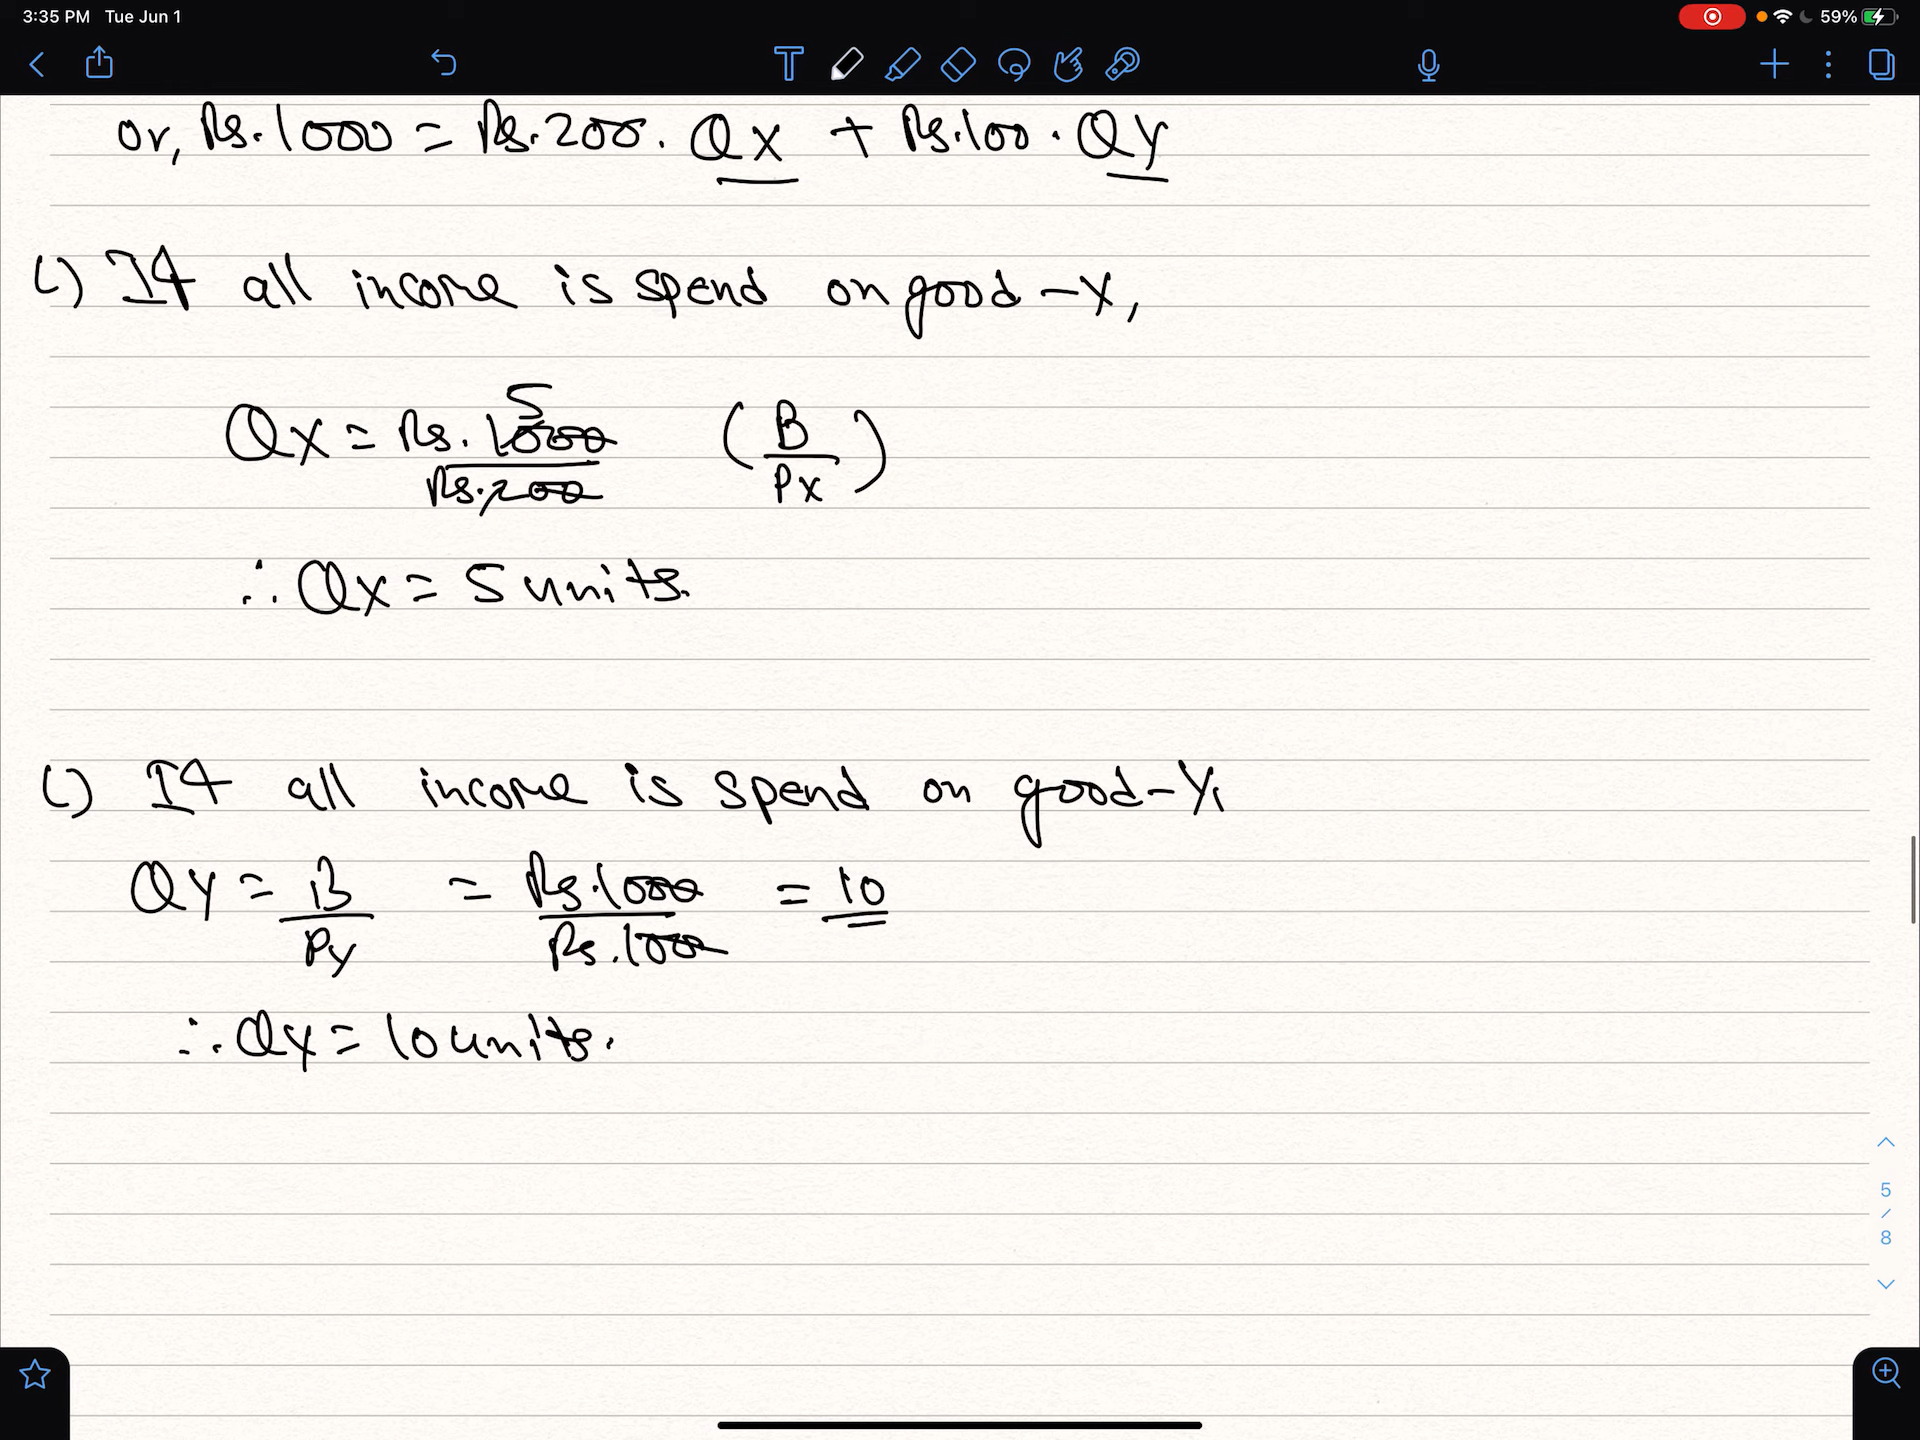 3:35 PM Tue Jun 1
59%
or, Rs. 1000 = Rs. 200 . QX + Rs. 100 . QY
() If all income is spend on good - X,
5
QX = Rs. 1000 / Rs. 200 (B / PX)
∴ QX = 5 units.
() If all income is spend on good - Y,
QY = B / PY = Rs. 1000 / Rs. 100 = 10
∴ QY = 10 units.
5
/
8